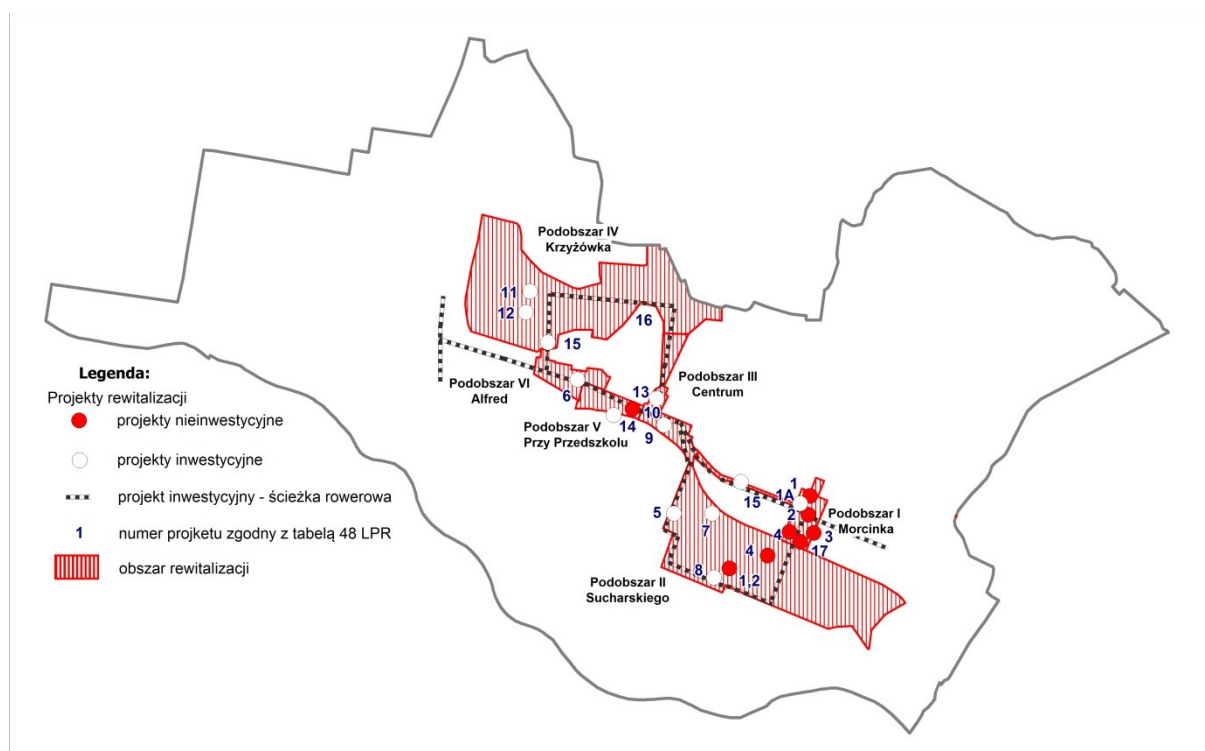 Podobszar IV
Krzyżówka
11
12
16
15
Legenda:
Projekty rewitalizacji
projekty nieinwestycyjne
projekty inwestycyjne
projekt inwestycyjny - ścieżka rowerowa
1 numer projketu zgodny z tabelą 48 LPR
obszar rewitalizacji
Podobszar VI
Alfred
6
13
Podobszar III
Centrum
10
14
9
Podobszar V
Przy Przedszkolu
15
1
1A
2
Podobszar I
Morcinka
5
7
4
3
17
4
8
1,2
Podobszar II
Sucharskiego